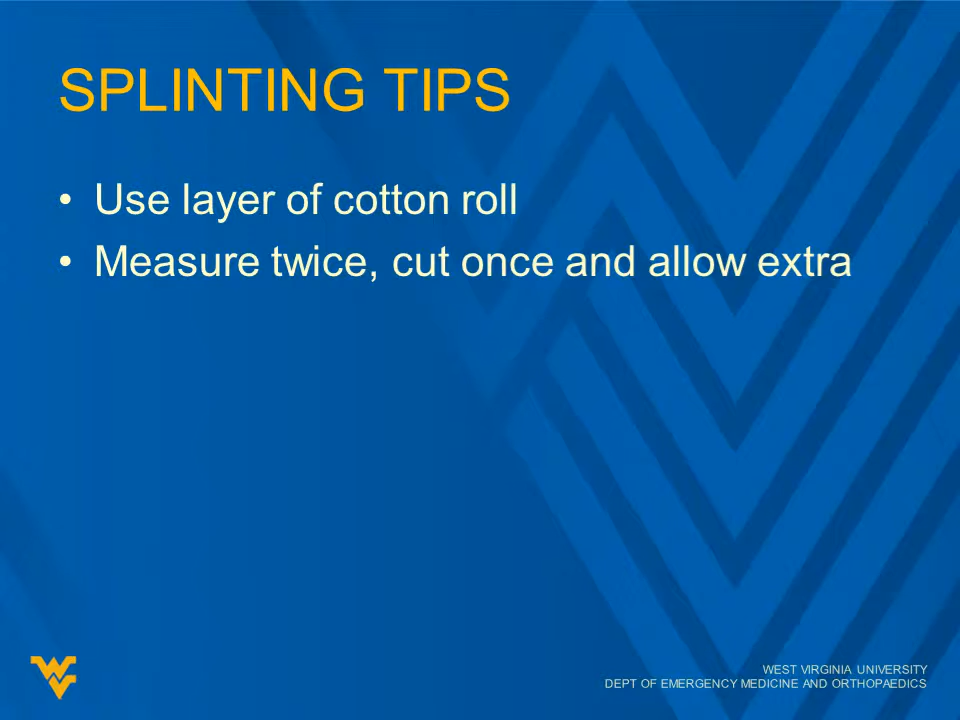 SPLINTING TIPS
• Use layer of cotton roll
• Measure twice, cut once and allow extra
WV
WEST VIRGINIA UNIVERSITY
DEPT OF EMERGENCY MEDICINE AND ORTHOPAEDICS